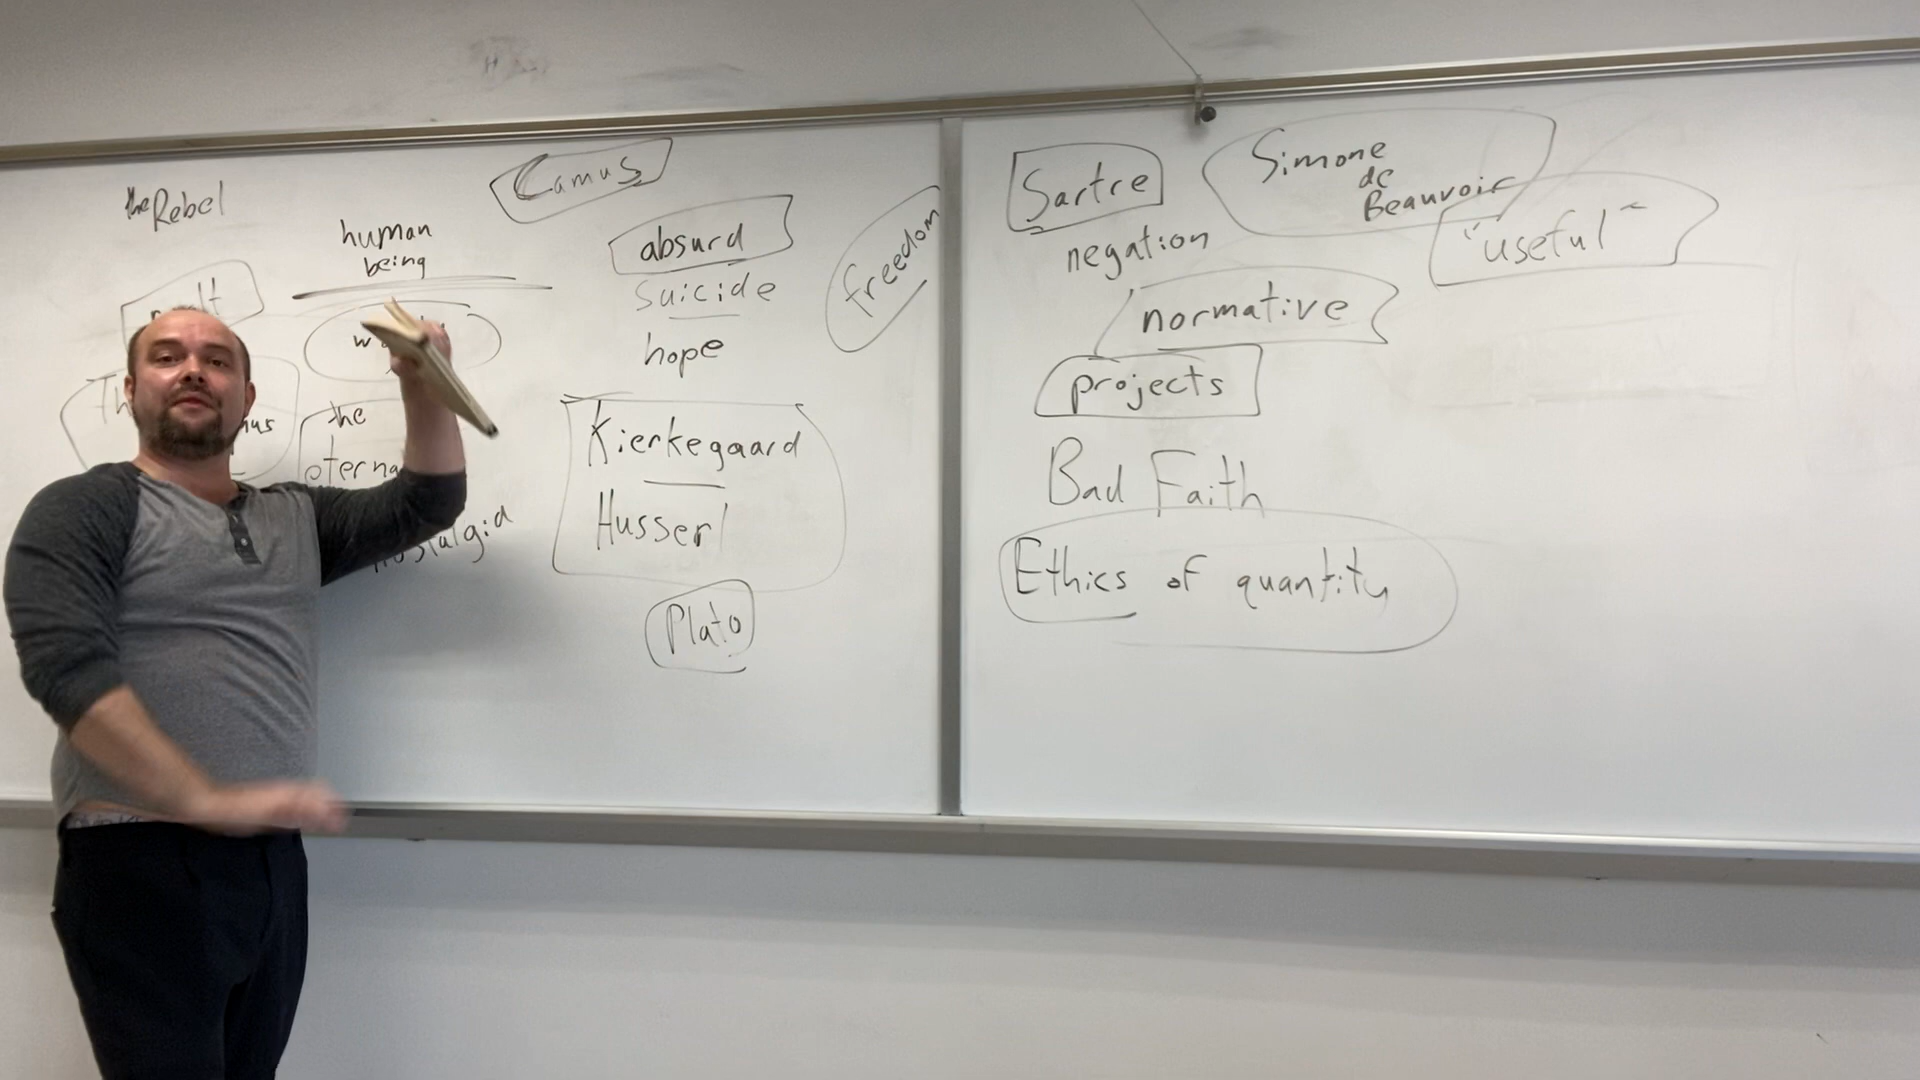 the Rebel
human
being
the
nostalgia
Camus
absurd
suicide
hope
Kierkegaard
Husserl
Plato
freedom
Sartre
negation
normative
projects
Bad Faith
Ethics of quantity
Simone
de
Beauvoir
"useful"